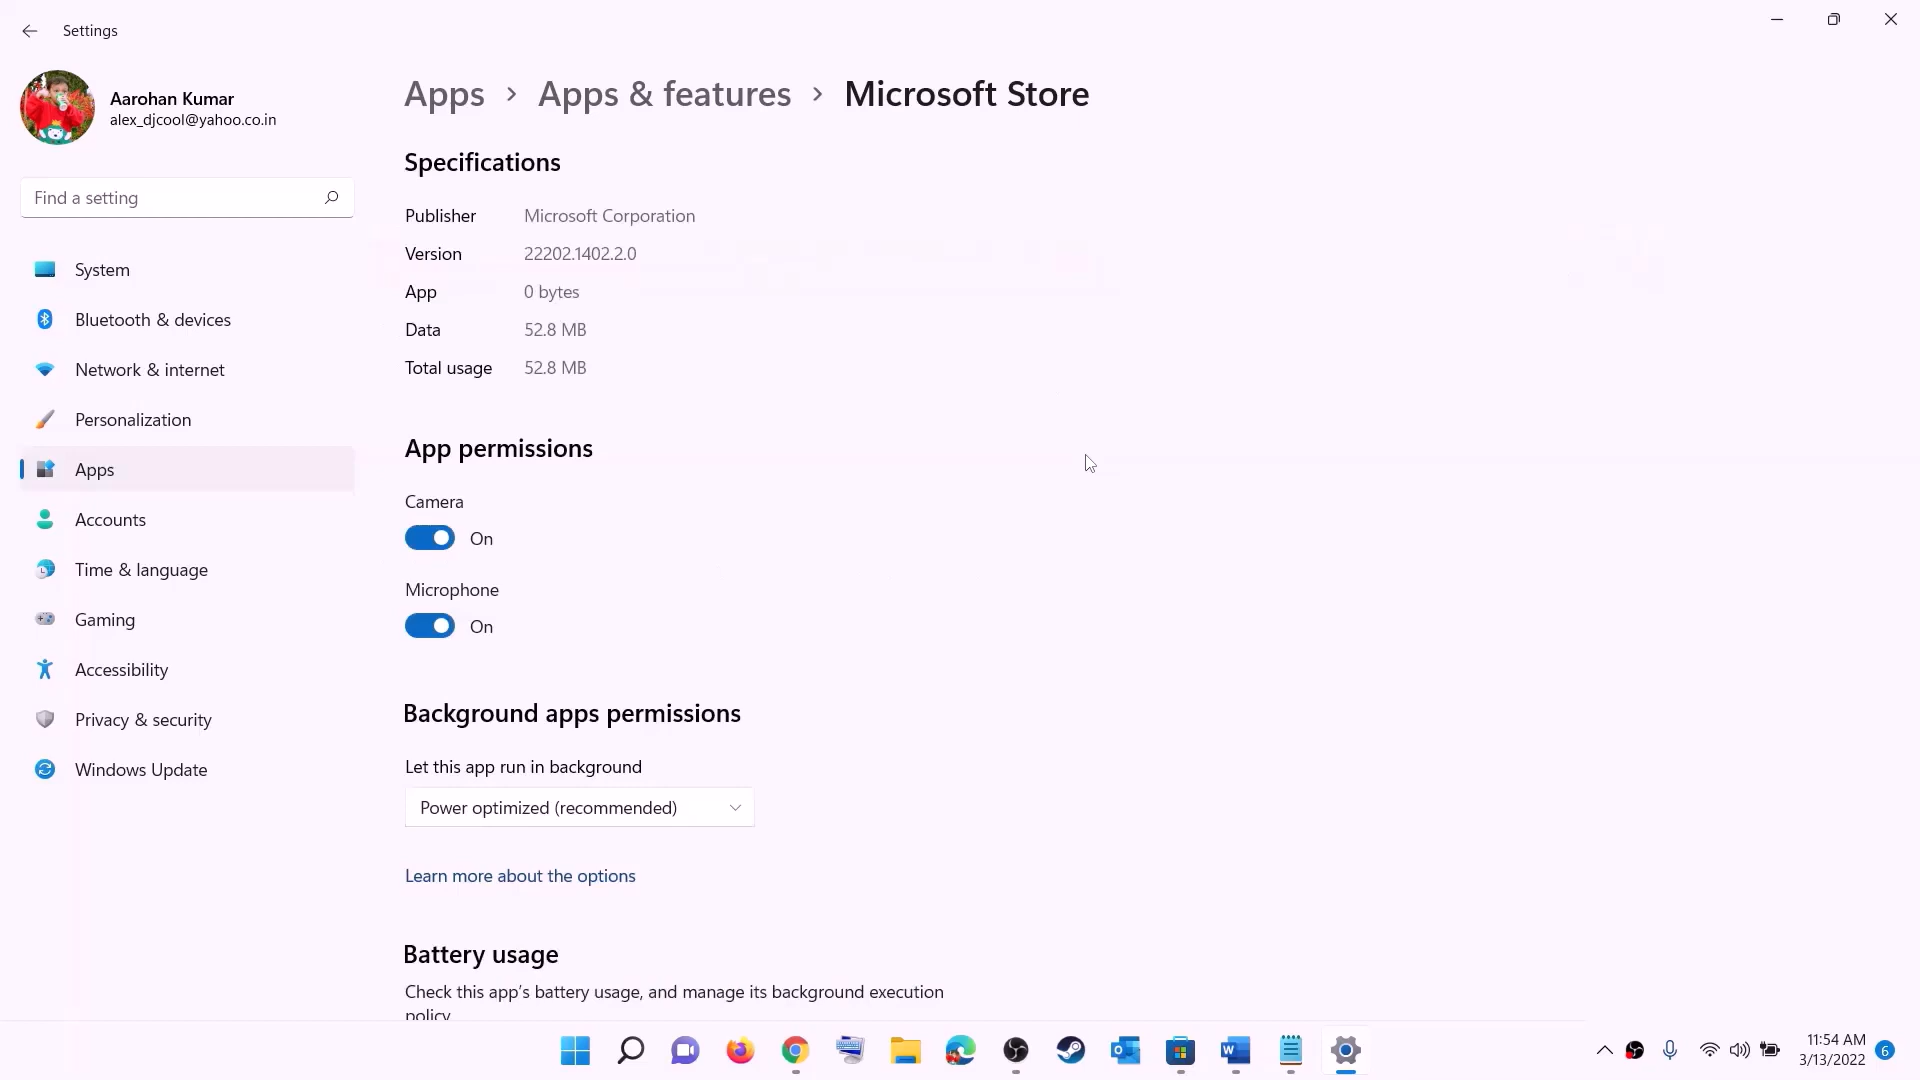 Settings
Aarohan Kumar
alex_djcool@yahoo.co.in
Find a setting
System
Bluetooth & devices
Network & internet
Personalization
Apps
Accounts
Time & language
Gaming
Accessibility
Privacy & security
Windows Update
Apps > Apps & features > Microsoft Store
Specifications
Publisher Microsoft Corporation
Version 22202.1402.2.0
App 0 bytes
Data 52.8 MB
Total usage 52.8 MB
App permissions
Camera
On
Microphone
On
Background apps permissions
Let this app run in background
Power optimized (recommended)
Learn more about the options
Battery usage
Check this app's battery usage, and manage its background execution
policy
11:54 AM
3/13/2022
6